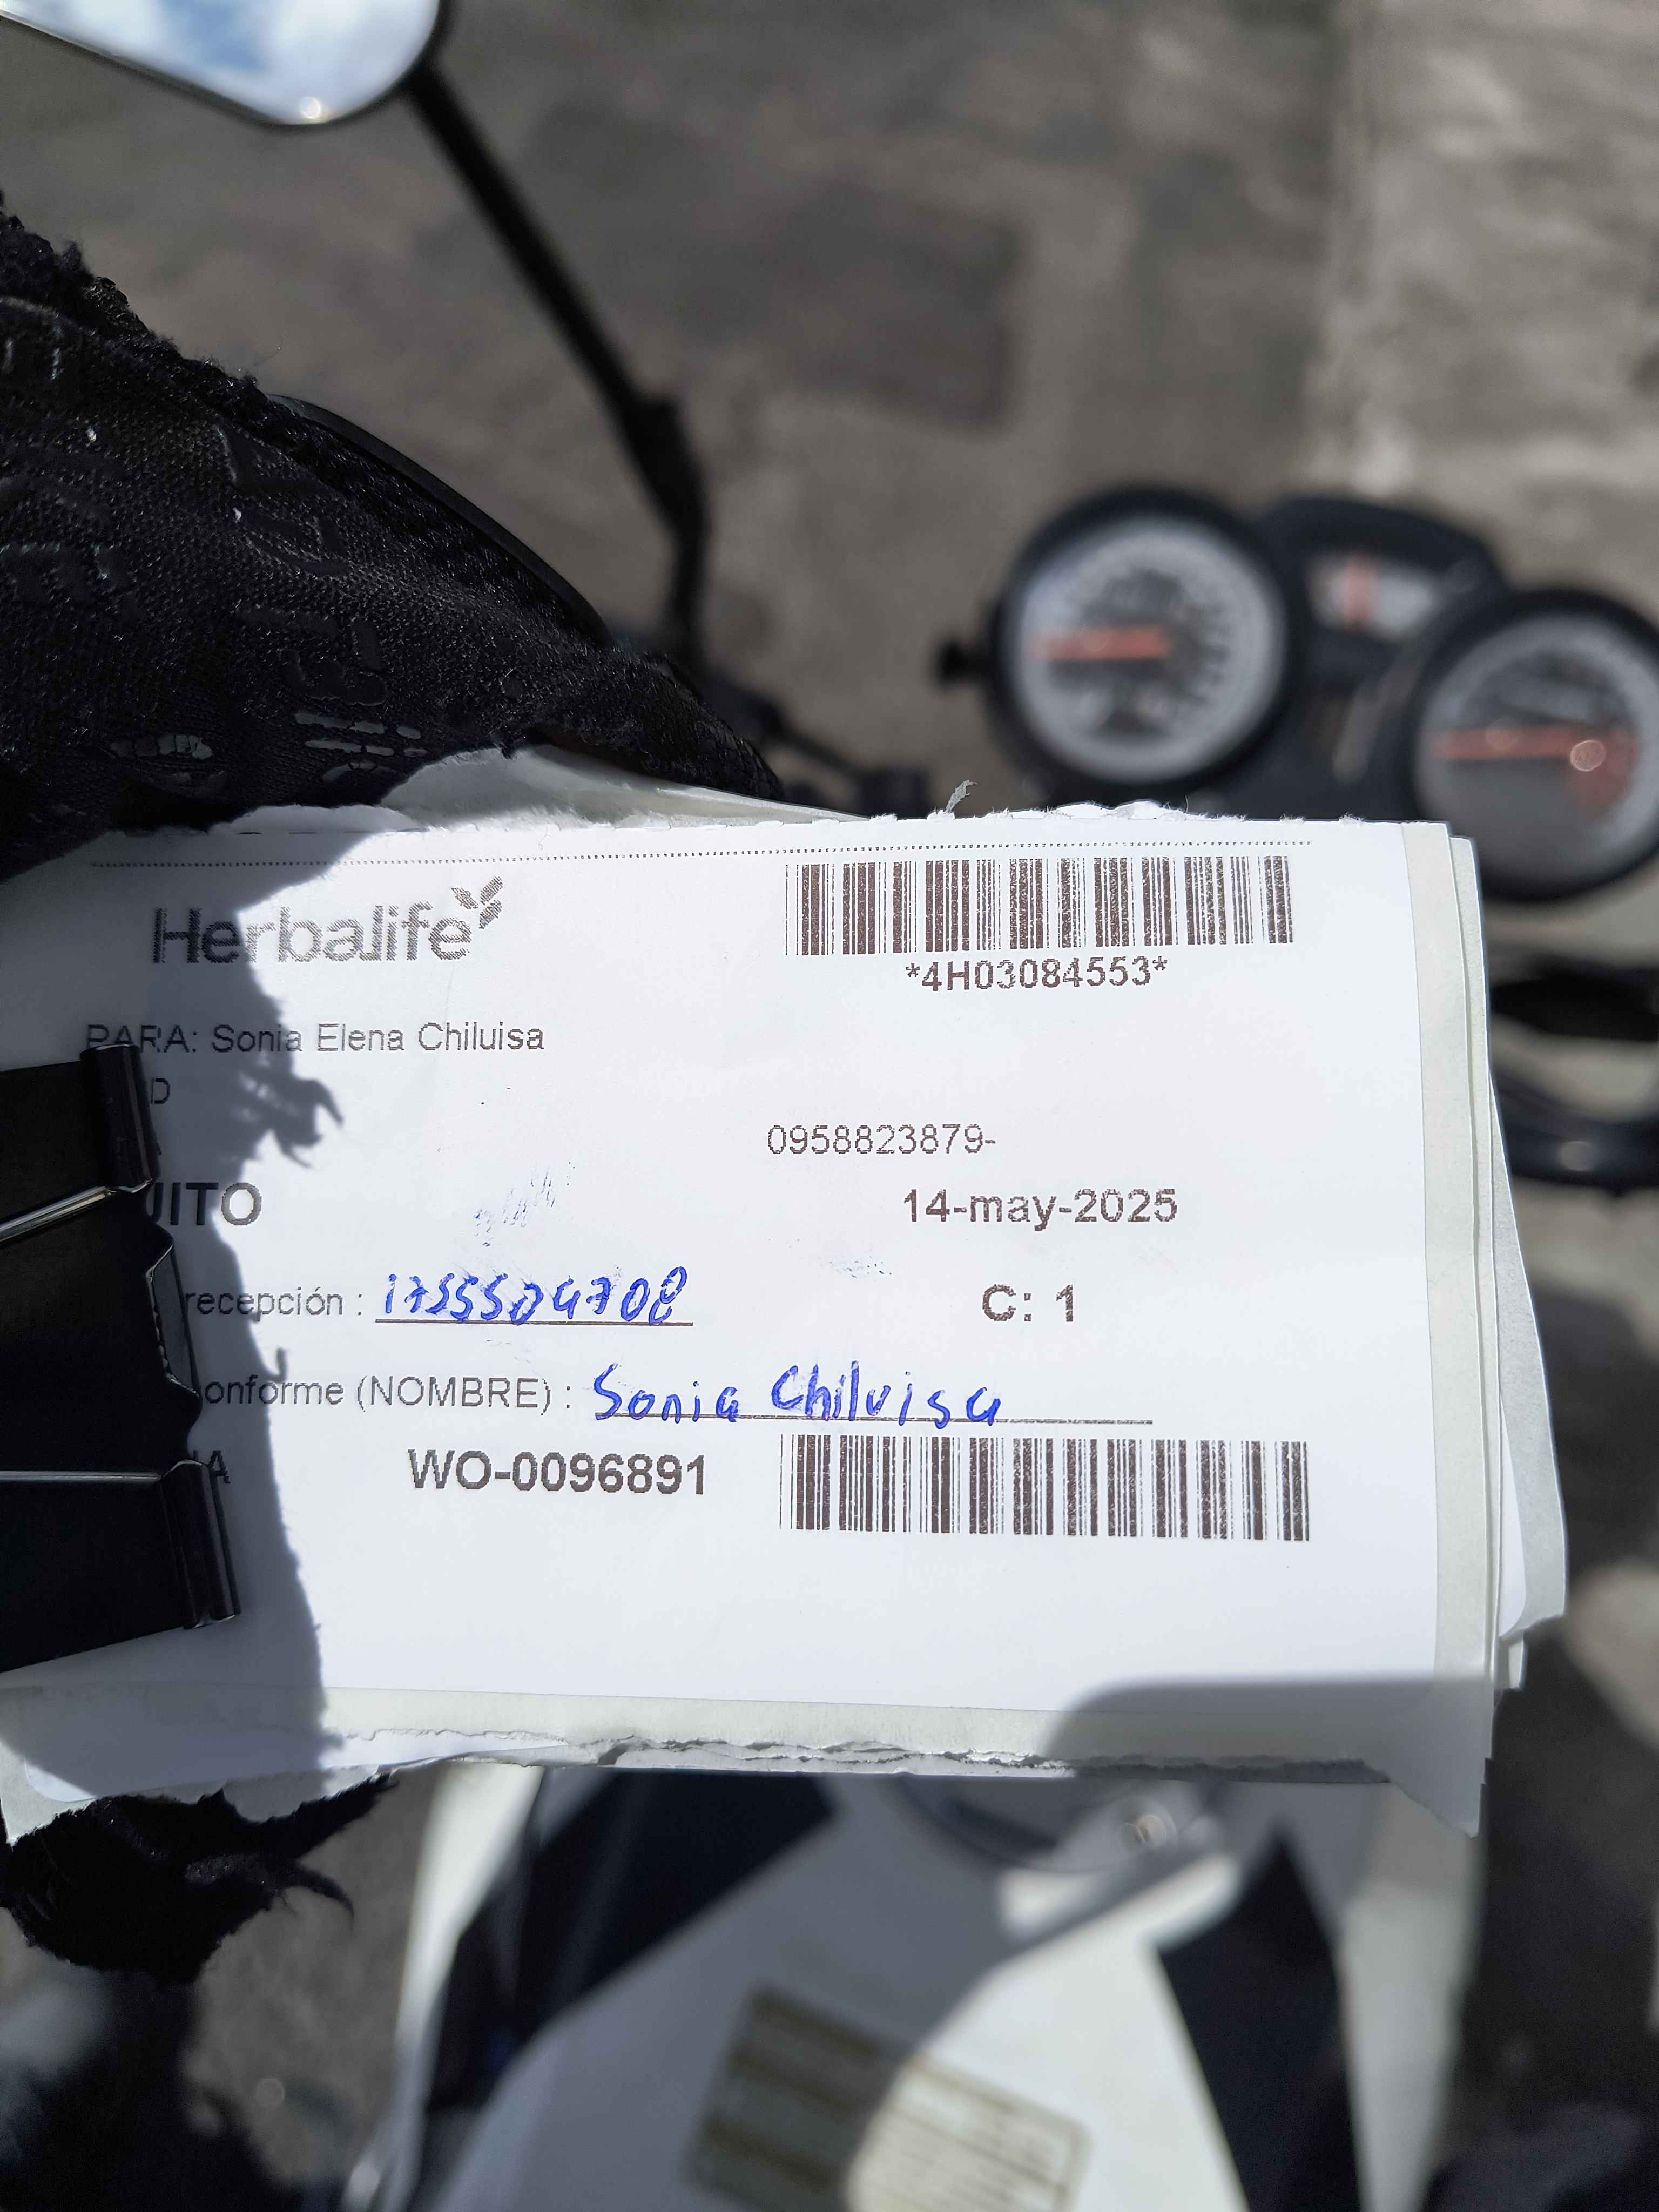 Herbalife
*4H03084553*
PARA: Sonia Elena Chiluisa
D
0958823879-
UITO
14-may-2025
recepción : 1755504708
C: 1
onforme (NOMBRE) : Sonia Chiluisa
A
WO-0096891